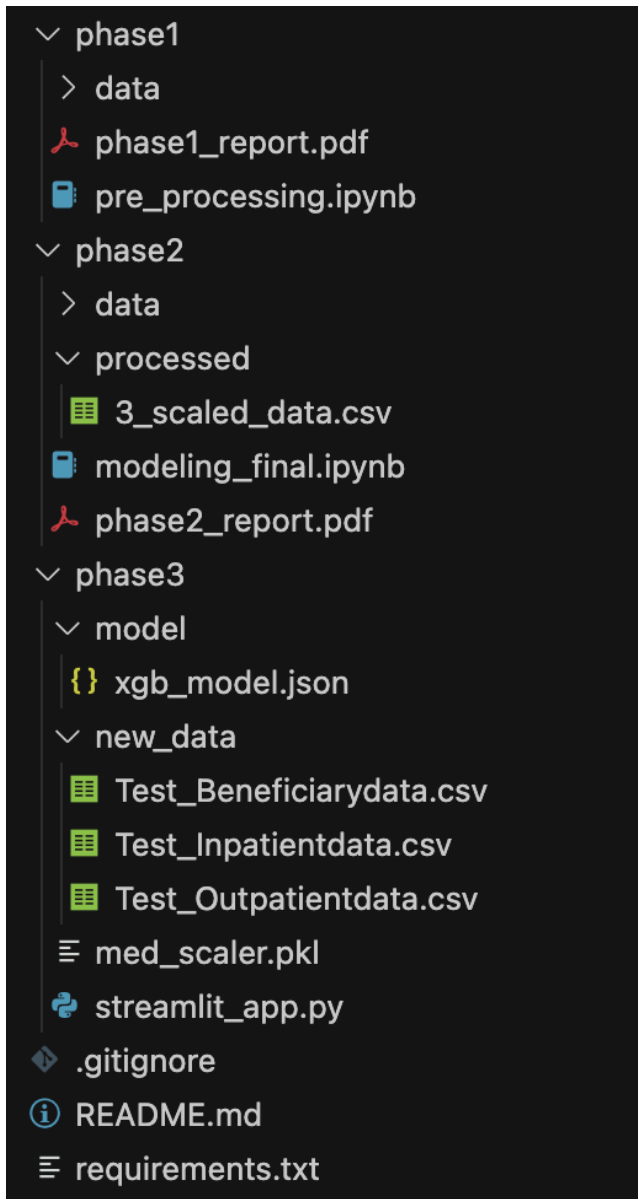 phase1
data
phase1_report.pdf
pre_processing.ipynb
phase2
data
processed
3_scaled_data.csv
modeling_final.ipynb
phase2_report.pdf
phase3
model
xgb_model.json
new_data
Test_Beneficiarydata.csv
Test_Inpatientdata.csv
Test_Outpatientdata.csv
med_scaler.pkl
streamlit_app.py
.gitignore
README.md
requirements.txt